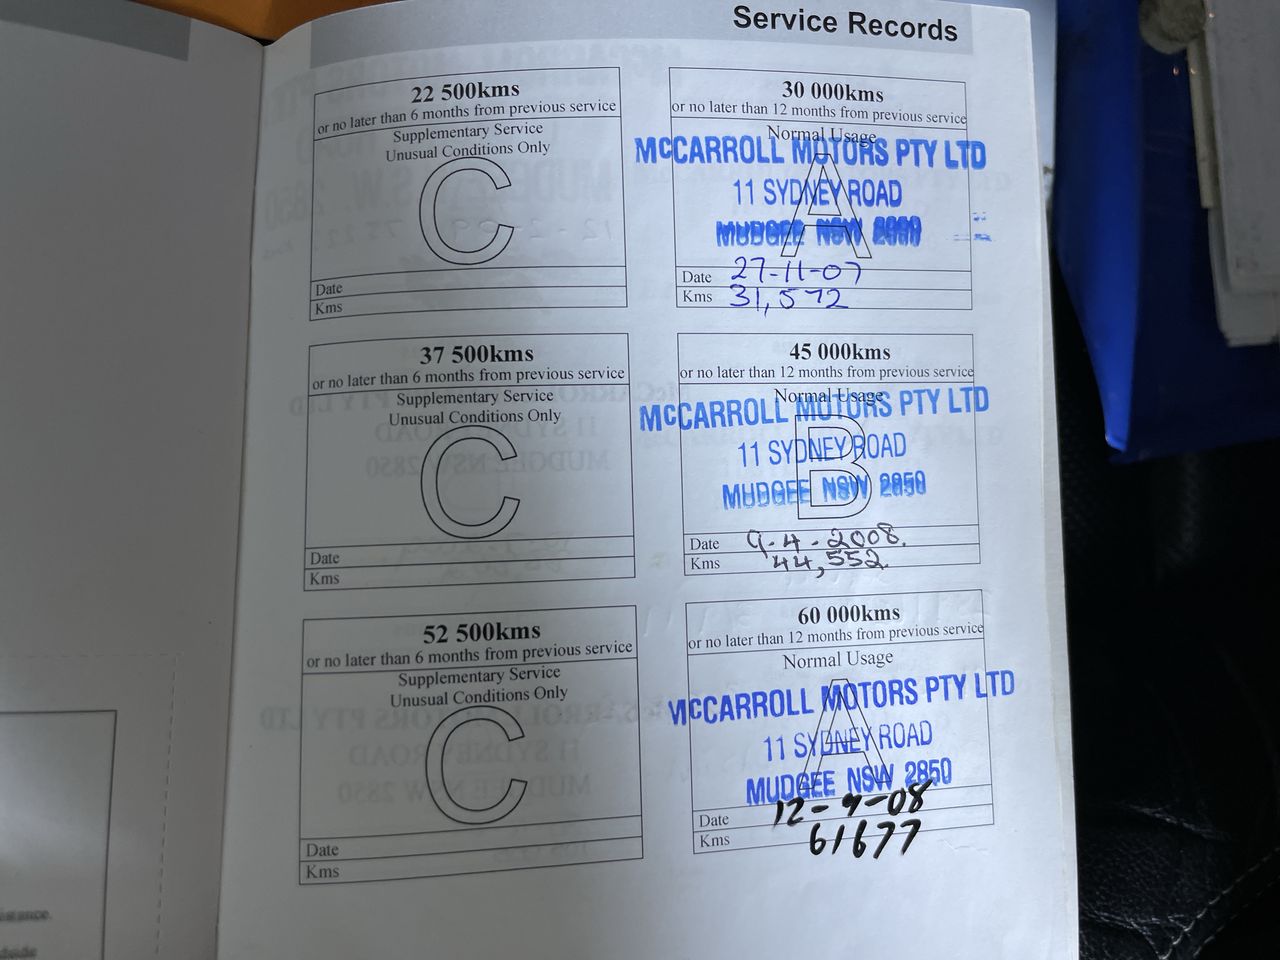 Service Records
22 500kms
or no later than 6 months from previous service
Supplementary Service
Unusual Conditions Only
C
Date
Kms
30 000kms
or no later than 12 months from previous service
Normal Usage
McCARROLL MOTORS PTY LTD
11 SYDNEY ROAD
A
MUDGEE NSW
Date 27-11-07
Kms 31,572
37 500kms
or no later than 6 months from previous service
Supplementary Service
Unusual Conditions Only
C
Date
Kms
45 000kms
or no later than 12 months from previous service
Normal Usage
McCARROLL MOTORS PTY LTD
11 SYDNEY ROAD
B
MUDGEE NSW 2850
Date 9-4-2008.
Kms 44,552
52 500kms
or no later than 6 months from previous service
Supplementary Service
Unusual Conditions Only
C
Date
Kms
60 000kms
or no later than 12 months from previous service
Normal Usage
McCARROLL MOTORS PTY LTD
11 SYDNEY ROAD
A
MUDGEE NSW 2850
Date 12-9-08
Kms 61677